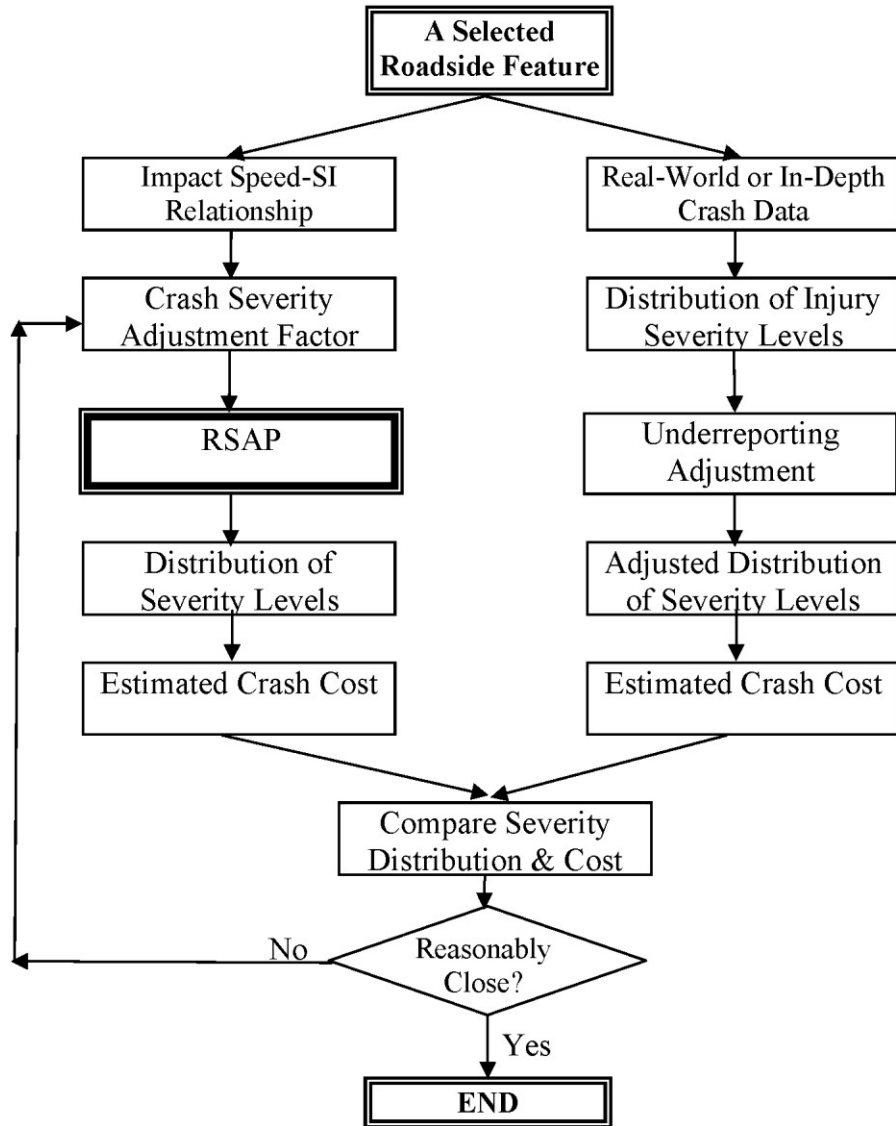 A Selected
Roadside Feature
Impact Speed-SI
Relationship
Real-World or In-Depth
Crash Data
Crash Severity
Adjustment Factor
Distribution of Injury
Severity Levels
RSAP
Underreporting
Adjustment
Distribution of
Severity Levels
Adjusted Distribution
of Severity Levels
Estimated Crash Cost
Estimated Crash Cost
Compare Severity
Distribution & Cost
No
Reasonably
Close?
Yes
END